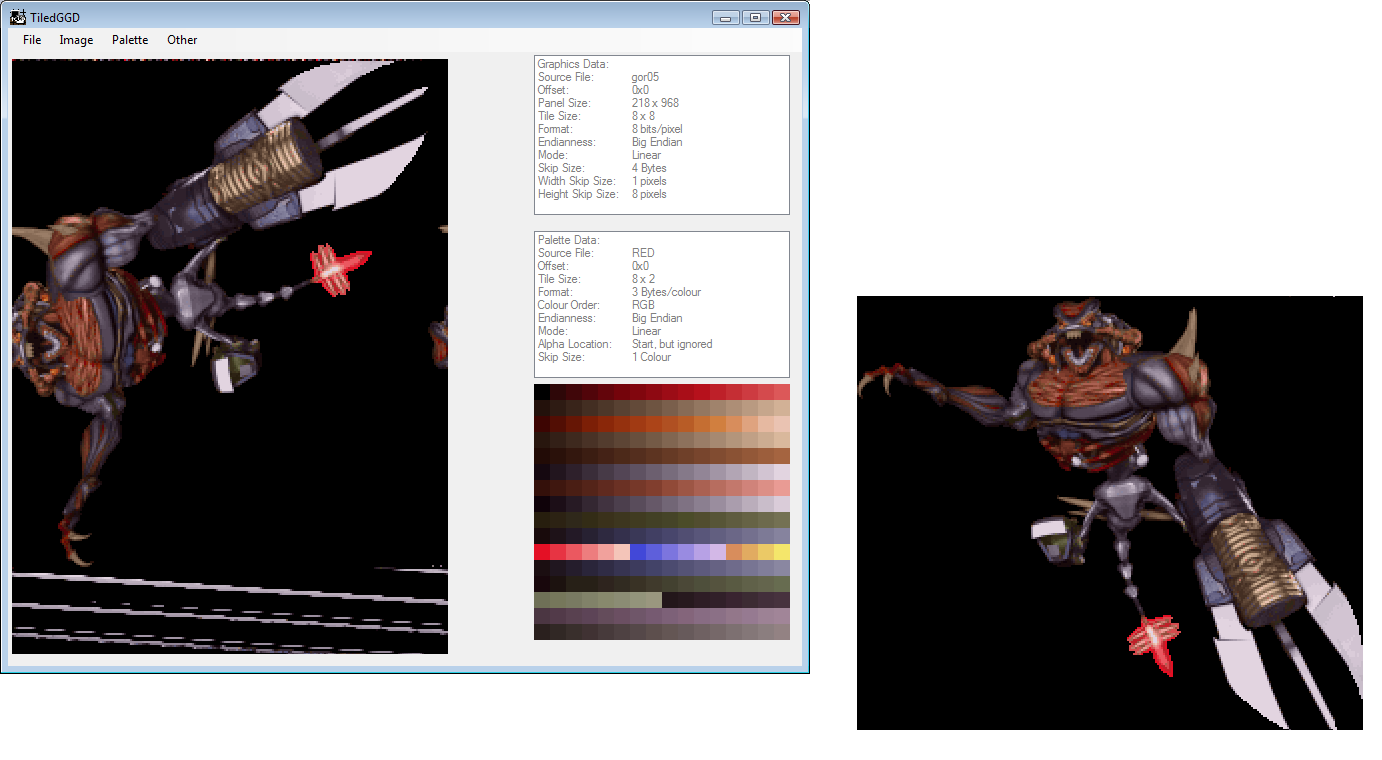 TiledGGD
File Image Palette Other
Graphics Data:
Source File: gor05
Offset: 0x0
Panel Size: 218 x 968
Tile Size: 8 x 8
Format: 8 bits/pixel
Endianness: Big Endian
Mode: Linear
Skip Size: 4 Bytes
Width Skip Size: 1 pixels
Height Skip Size: 8 pixels
Palette Data:
Source File: RED
Offset: 0x0
Tile Size: 8 x 2
Format: 3 Bytes/colour
Colour Order: RGB
Endianness: Big Endian
Mode: Linear
Alpha Location: Start, but ignored
Skip Size: 1 Colour